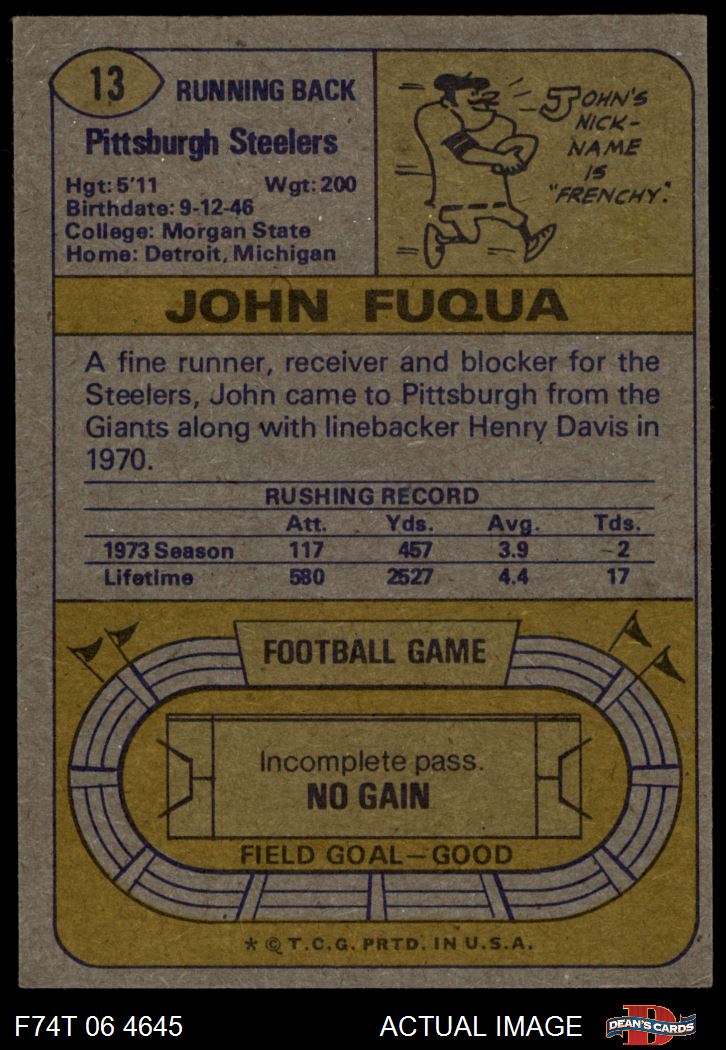 13
RUNNING BACK
Pittsburgh Steelers
Hgt: 5'11 Wgt: 200
Birthdate: 9-12-46
College: Morgan State
Home: Detroit, Michigan
JOHN'S
NICK-
NAME
IS
"FRENCHY."
JOHN FUQUA
A fine runner, receiver and blocker for the
Steelers, John came to Pittsburgh from the
Giants along with linebacker Henry Davis in
1970.
RUSHING RECORD
Att. Yds. Avg. Tds.
1973 Season 117 457 3.9 2
Lifetime 580 2527 4.4 17
FOOTBALL GAME
Incomplete pass.
NO GAIN
FIELD GOAL—GOOD
* © T.C.G. PRTD. IN U.S.A.
F74T 06 4645 ACTUAL IMAGE
DEAN'S CARDS